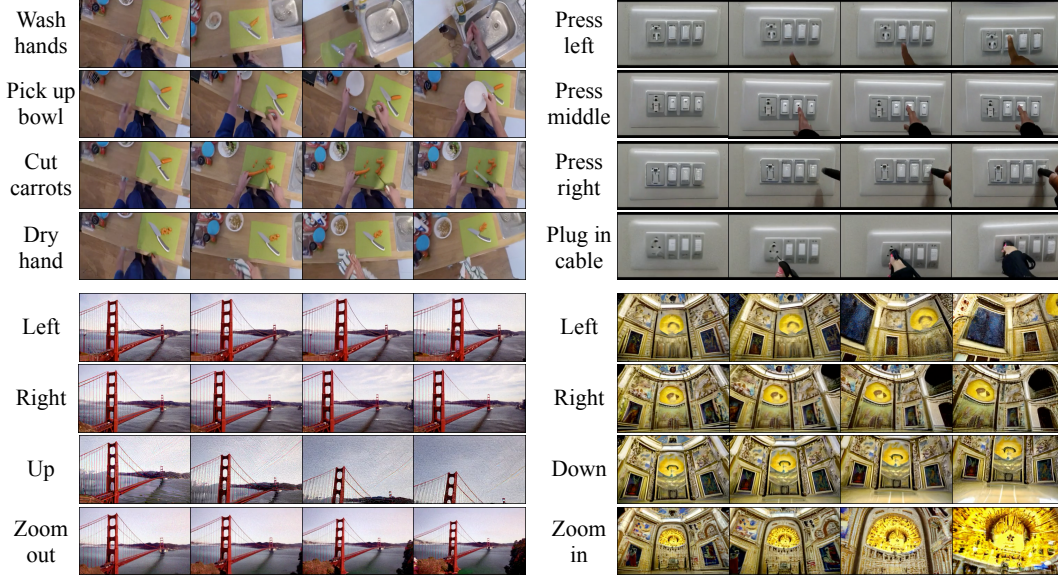 Wash
hands
Pick up
bowl
Cut
carrots
Dry
hand
Press
left
Press
middle
Press
right
Plug in
cable
Left
Right
Up
Zoom
out
Left
Right
Down
Zoom
in